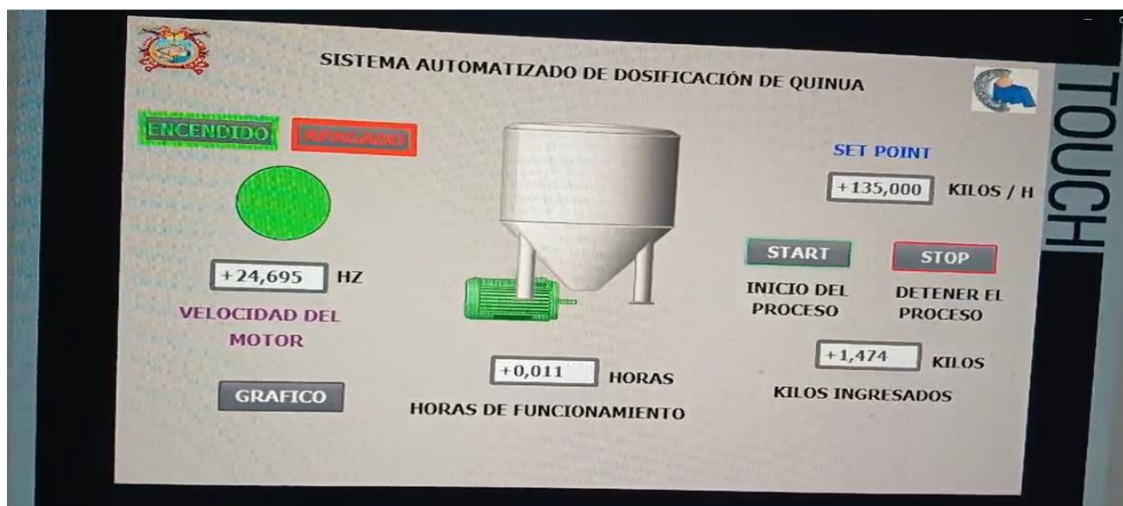 SISTEMA AUTOMATIZADO DE DOSIFICACIÓN DE QUINUA
TOUCH
ENCENDIDO
APAGADO
SET POINT
+135,000 KILOS / H
START
STOP
+24,695 HZ
INICIO DEL
PROCESO
DETENER EL
PROCESO
VELOCIDAD DEL
MOTOR
+0,011 HORAS
+1,474 KILOS
GRAFICO
HORAS DE FUNCIONAMIENTO
KILOS INGRESADOS